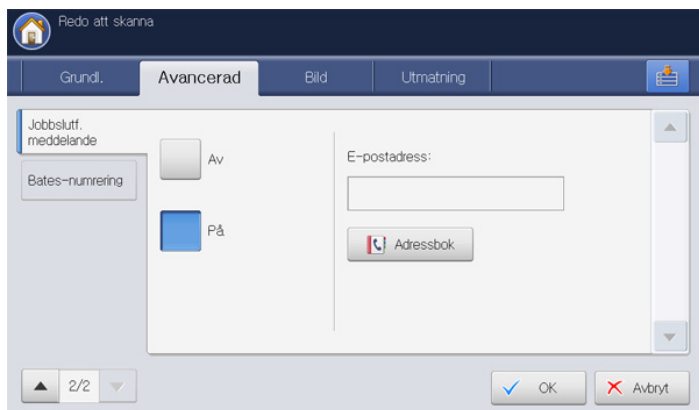 Redo att skanna
Grundl.
Avancerad
Bild
Utmatning
Jobbslutf.
meddelande
Bates-numrering
Av
På
E-postadress:
Adressbok
2/2
OK
Avbryt